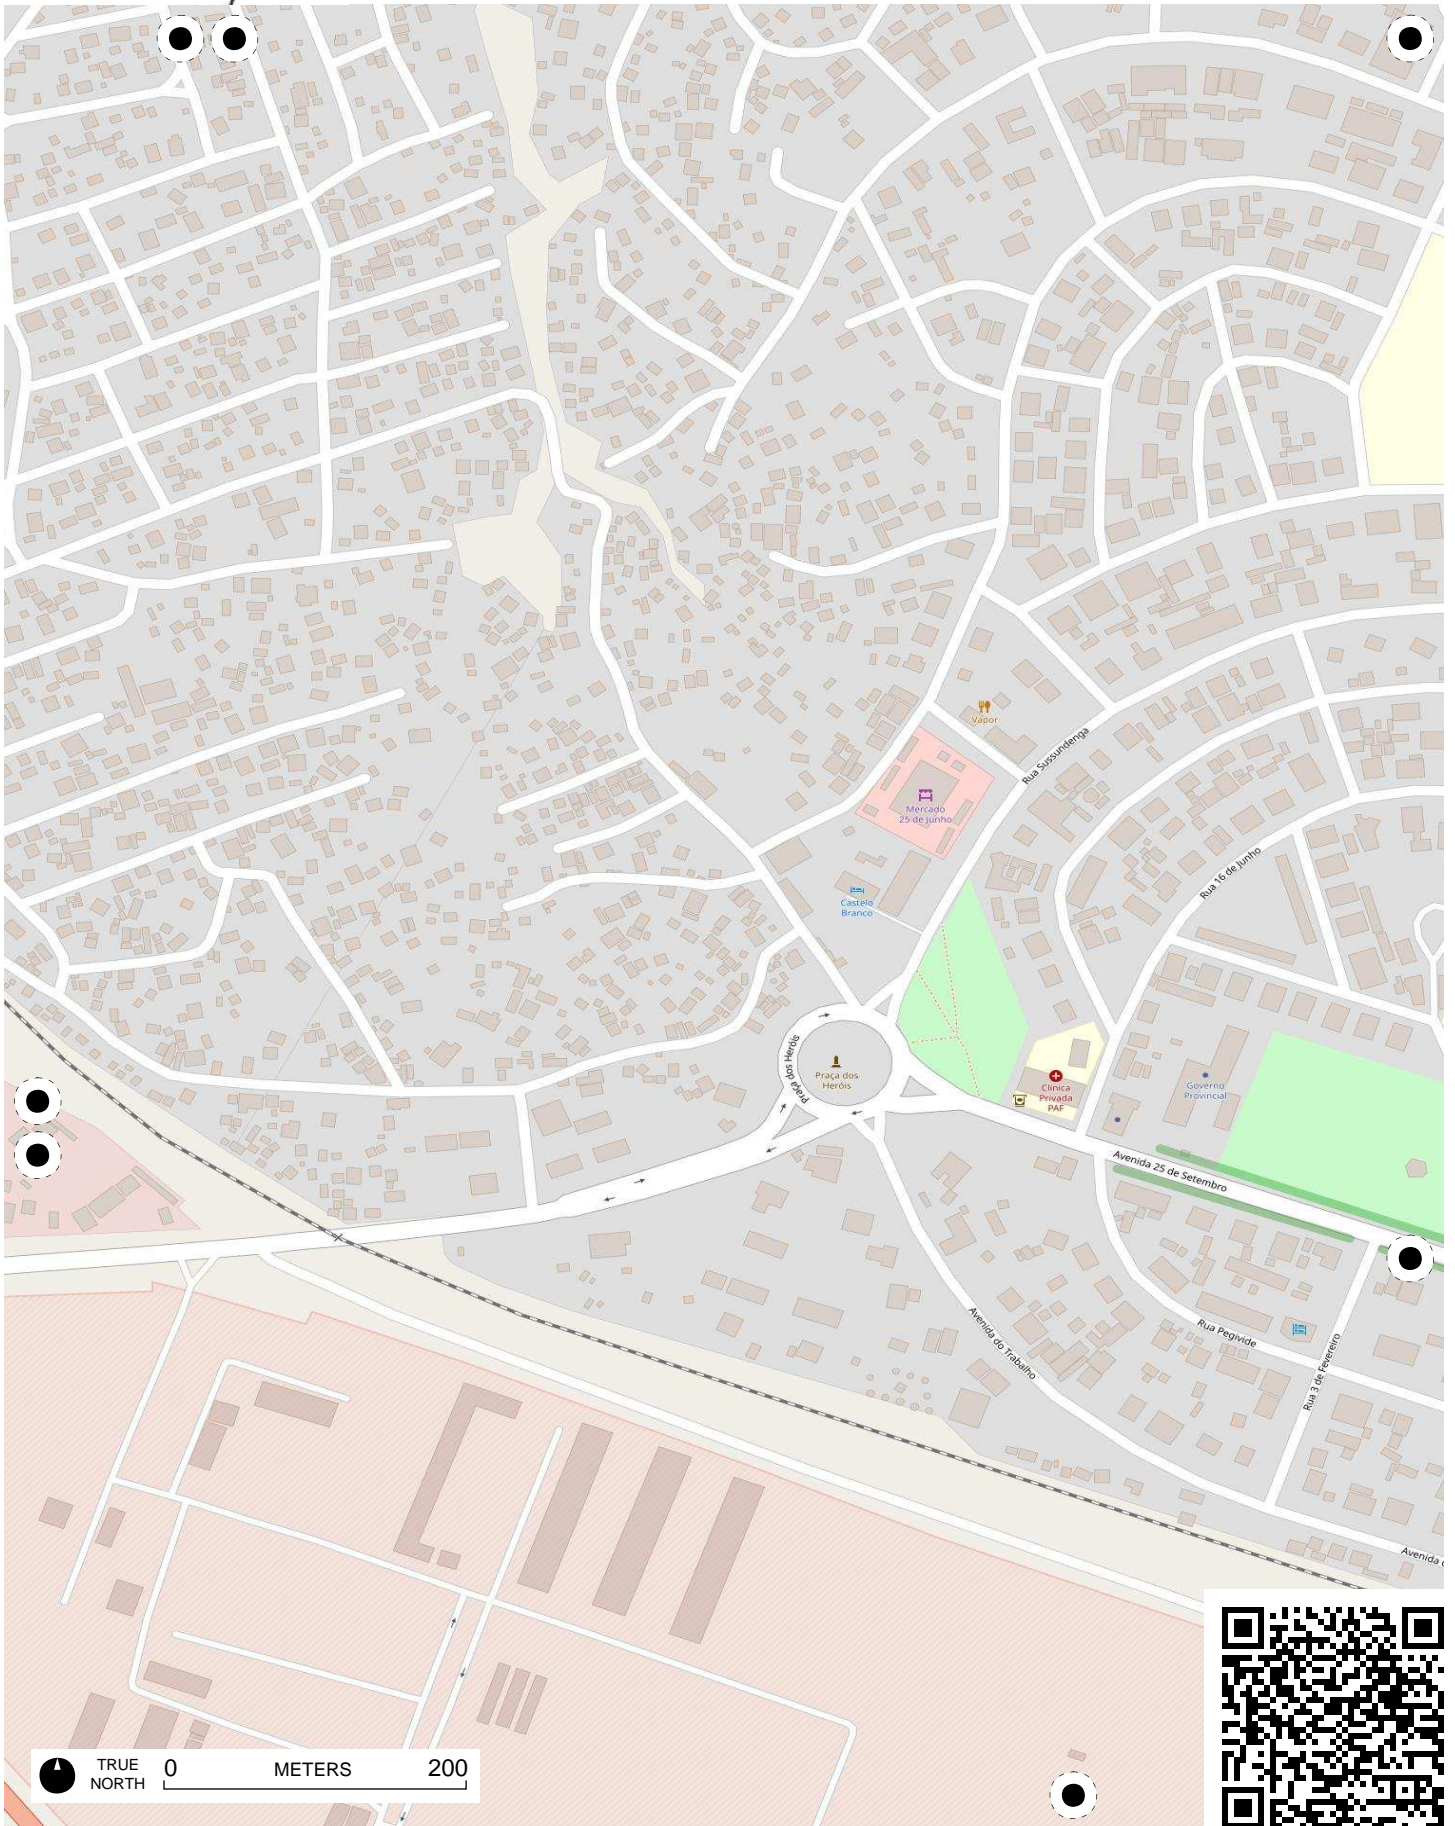 Vapor
Rua Sussundenga
Mercado
25 de Junho
Rua 16 de Junho
Castelo
Branco
Praça dos Heróis
Praça dos
Heróis
Clínica
Privada
PAF
Governo
Provincial
Avenida 25 de Setembro
Avenida do Trabalho
Rua Pegivide
Rua 3 de Fevereiro
Avenida
TRUE
NORTH
0 METERS 200